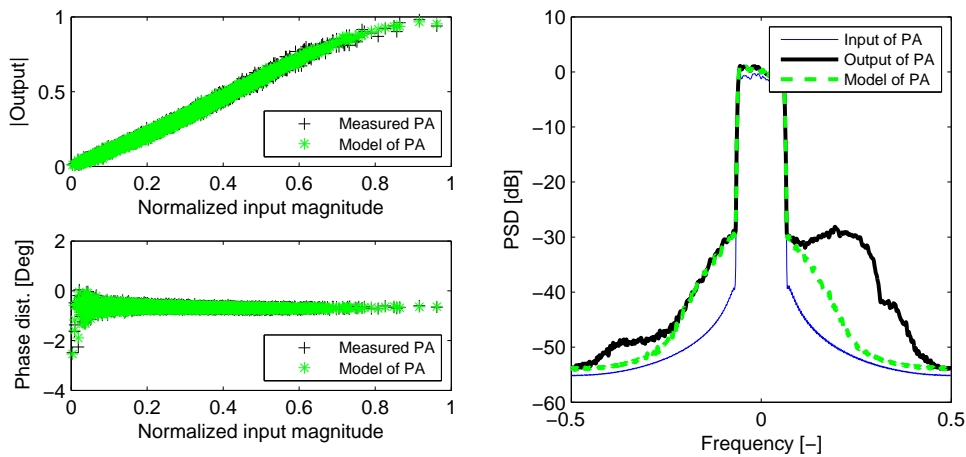 1
0.5
0
|Output|
+ Measured PA
* Model of PA
0 0.2 0.4 0.6 0.8 1
Normalized input magnitude
2
0
−2
−4
Phase dist. [Deg]
+ Measured PA
* Model of PA
0 0.2 0.4 0.6 0.8 1
Normalized input magnitude
10
0
−10
−20
−30
−40
−50
−60
PSD [dB]
Input of PA
Output of PA
Model of PA
−0.5 0 0.5
Frequency [−]